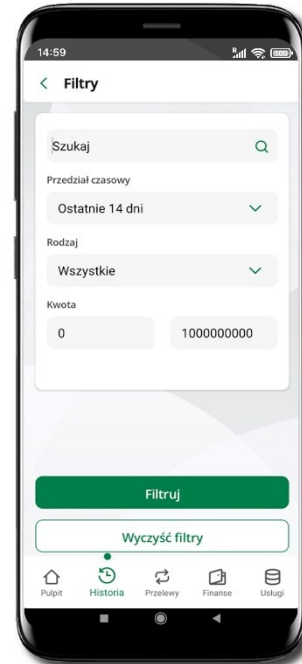 14:59
Filtry
Szukaj
Przedział czasowy
Ostatnie 14 dni
Rodzaj
Wszystkie
Kwota
0 1000000000
Filtruj
Wyczyść filtry
Pulpit Historia Przelewy Finanse Usługi